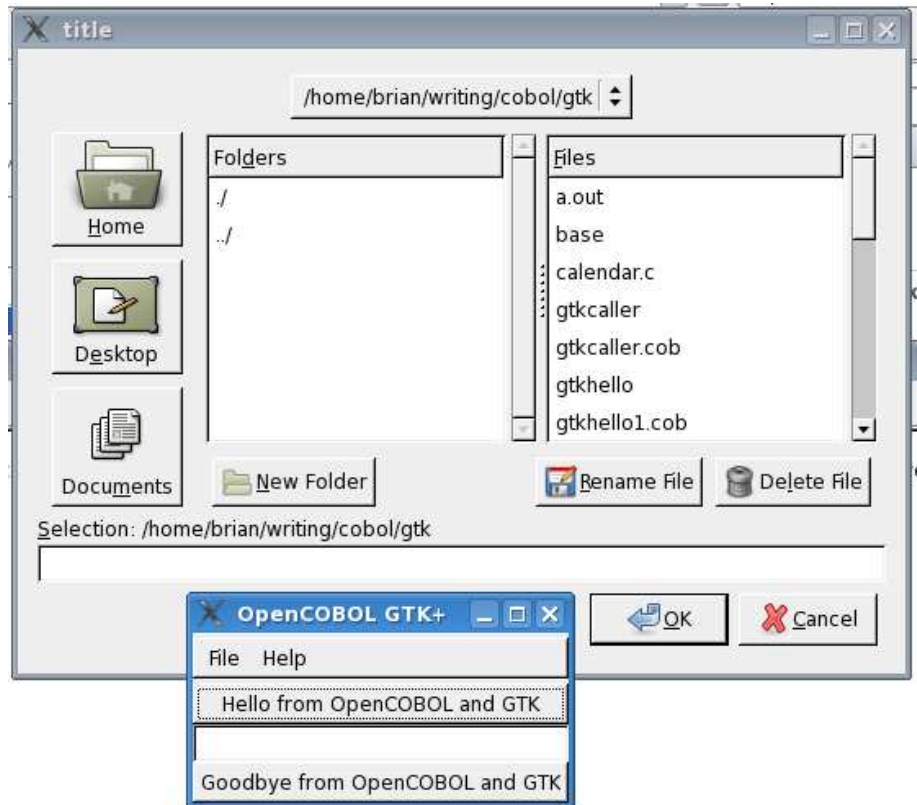 title
/home/brian/writing/cobol/gtk
Home
Desktop
Documents
Folders
./
../
Files
a.out
base
calendar.c
gtkcaller
gtkcaller.cob
gtkhello
gtkhello1.cob
New Folder
Rename File
Delete File
Selection: /home/brian/writing/cobol/gtk
OK
Cancel
OpenCOBOL GTK+
File Help
Hello from OpenCOBOL and GTK
Goodbye from OpenCOBOL and GTK